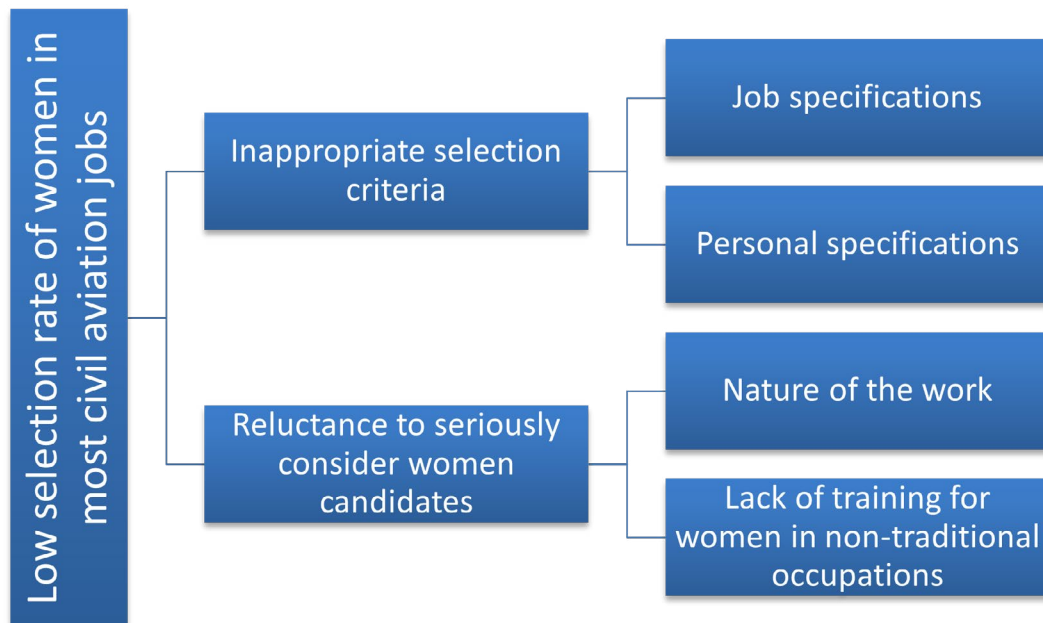 Low selection rate of women in
most civil aviation jobs
Inappropriate selection
criteria
Job specifications
Personal specifications
Reluctance to seriously
consider women
candidates
Nature of the work
Lack of training for
women in non-traditional
occupations